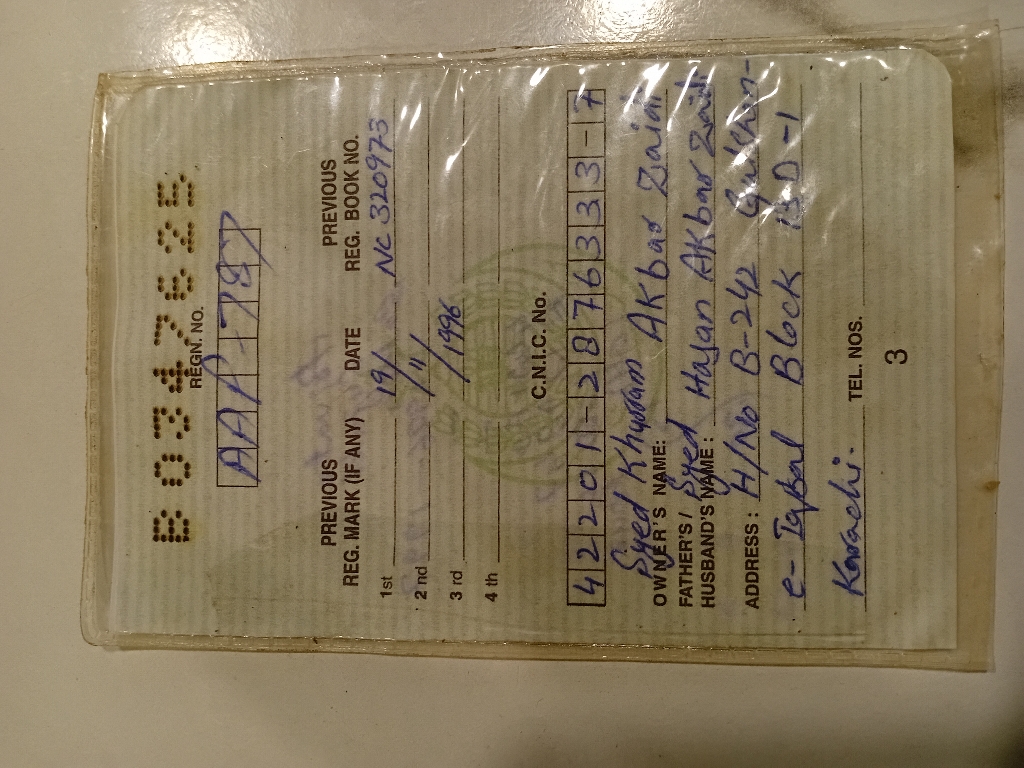 B 0347628
REGN. NO.
AAP-787
PREVIOUS REG. MARK (IF ANY) DATE PREVIOUS REG. BOOK NO.
1st 19/ NC 320973
2 nd 11/
3 rd /1996
4 th
C.N.I.C. No.
42201-2876333-7
OWNER'S NAME: Syed Khurram AKbar Zaidi
FATHER'S / HUSBAND'S NAME : Syed Hasan AKbar Zaidi
ADDRESS : H/No B-242 Gulshan-
e-Iqbal Block 13 D-1
Karachi.
TEL. NOS.
3